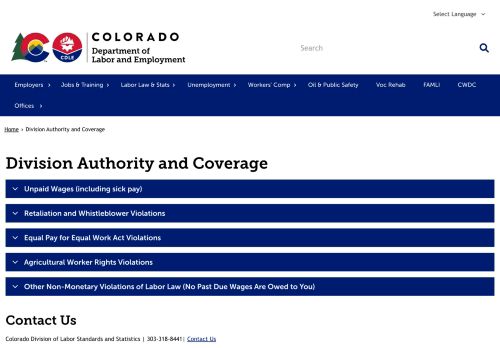 Select Language
COLORADO
Department of
Labor and Employment
CDLE
Search
Employers Jobs & Training Labor Law & Stats Unemployment Workers' Comp Oil & Public Safety Voc Rehab FAMLI CWDC
Offices
Home › Division Authority and Coverage
Division Authority and Coverage
Unpaid Wages (including sick pay)
Retaliation and Whistleblower Violations
Equal Pay for Equal Work Act Violations
Agricultural Worker Rights Violations
Other Non-Monetary Violations of Labor Law (No Past Due Wages Are Owed to You)
Contact Us
Colorado Division of Labor Standards and Statistics | 303-318-8441| Contact Us